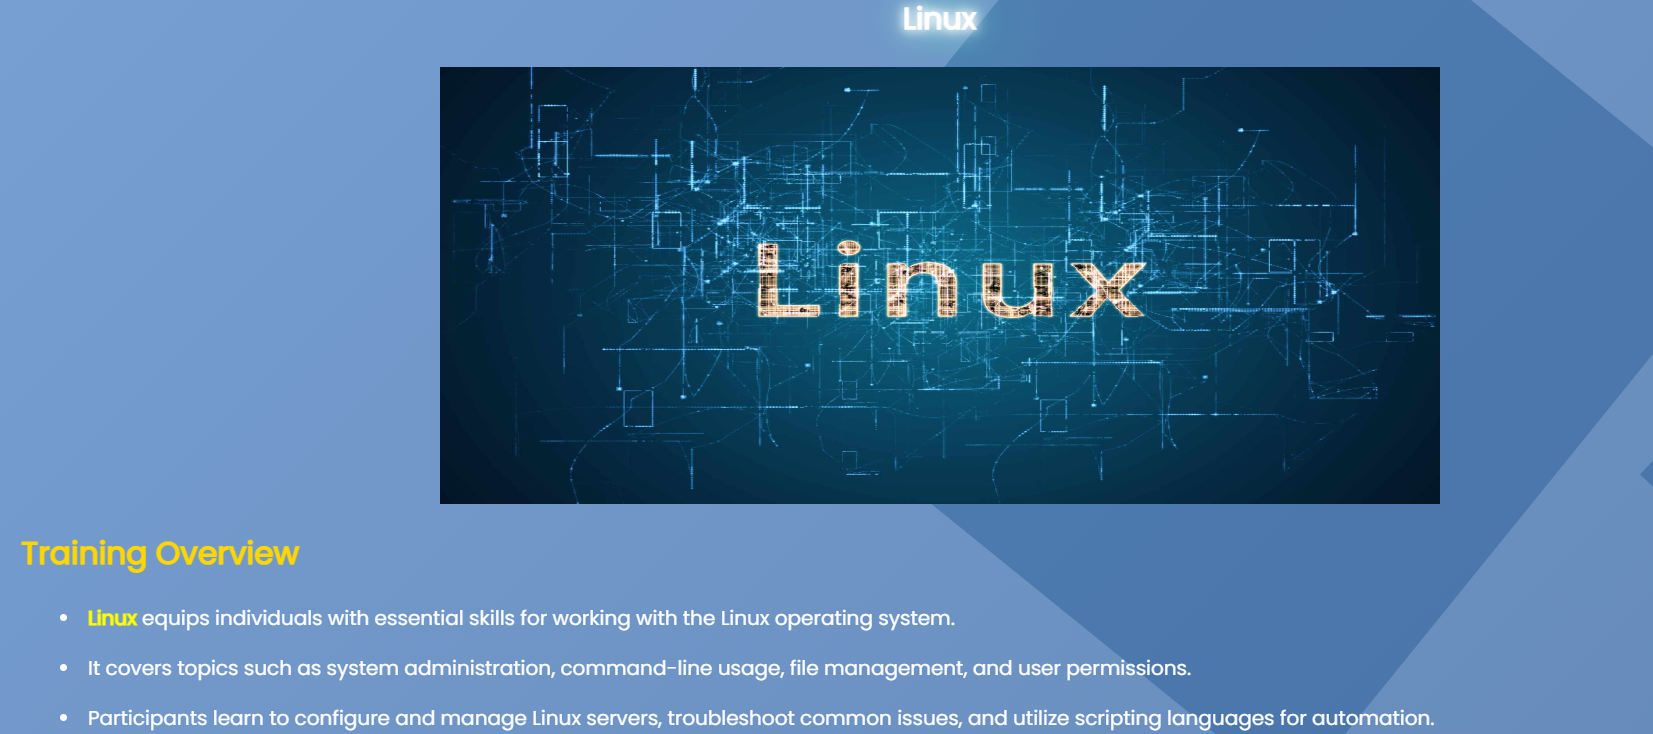 Linux
Linux
Training Overview
• Linux equips individuals with essential skills for working with the Linux operating system.
• It covers topics such as system administration, command-line usage, file management, and user permissions.
• Participants learn to configure and manage Linux servers, troubleshoot common issues, and utilize scripting languages for automation.